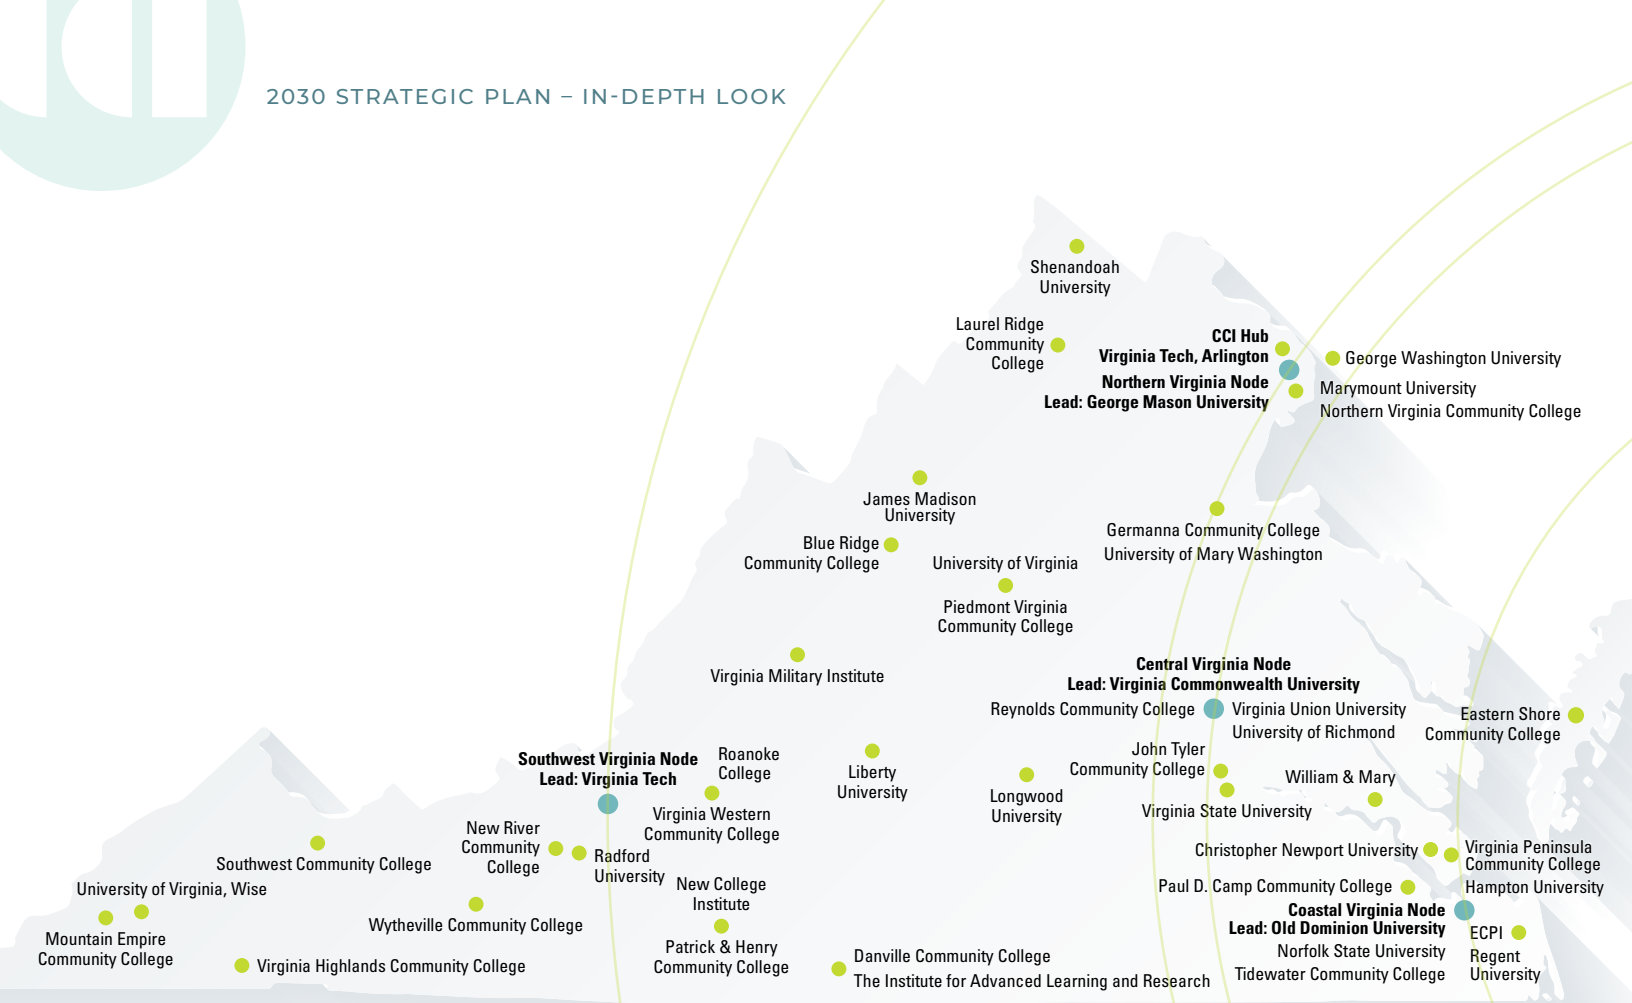 2030 STRATEGIC PLAN – IN-DEPTH LOOK
Shenandoah
University
Laurel Ridge
Community
College
CCI Hub
Virginia Tech, Arlington
Northern Virginia Node
Lead: George Mason University
George Washington University
Marymount University
Northern Virginia Community College
James Madison
University
Blue Ridge
Community College
University of Virginia
Piedmont Virginia
Community College
Germanna Community College
University of Mary Washington
Virginia Military Institute
Central Virginia Node
Lead: Virginia Commonwealth University
Reynolds Community College
Virginia Union University
University of Richmond
Eastern Shore
Community College
John Tyler
Community College
William & Mary
Virginia State University
Southwest Virginia Node
Lead: Virginia Tech
Roanoke
College
Virginia Western
Community College
Liberty
University
Longwood
University
New River
Community
College
Radford
University
Southwest Community College
University of Virginia, Wise
Mountain Empire
Community College
Wytheville Community College
Virginia Highlands Community College
New College
Institute
Patrick & Henry
Community College
Danville Community College
The Institute for Advanced Learning and Research
Christopher Newport University
Virginia Peninsula
Community College
Hampton University
Paul D. Camp Community College
Coastal Virginia Node
Lead: Old Dominion University
Norfolk State University
Tidewater Community College
ECPI
Regent
University